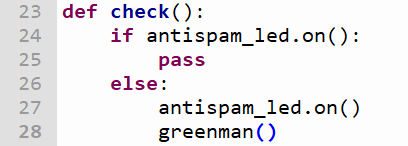 23 def check():
24     if antispam_led.on():
25         pass
26     else:
27         antispam_led.on()
28         greenman()